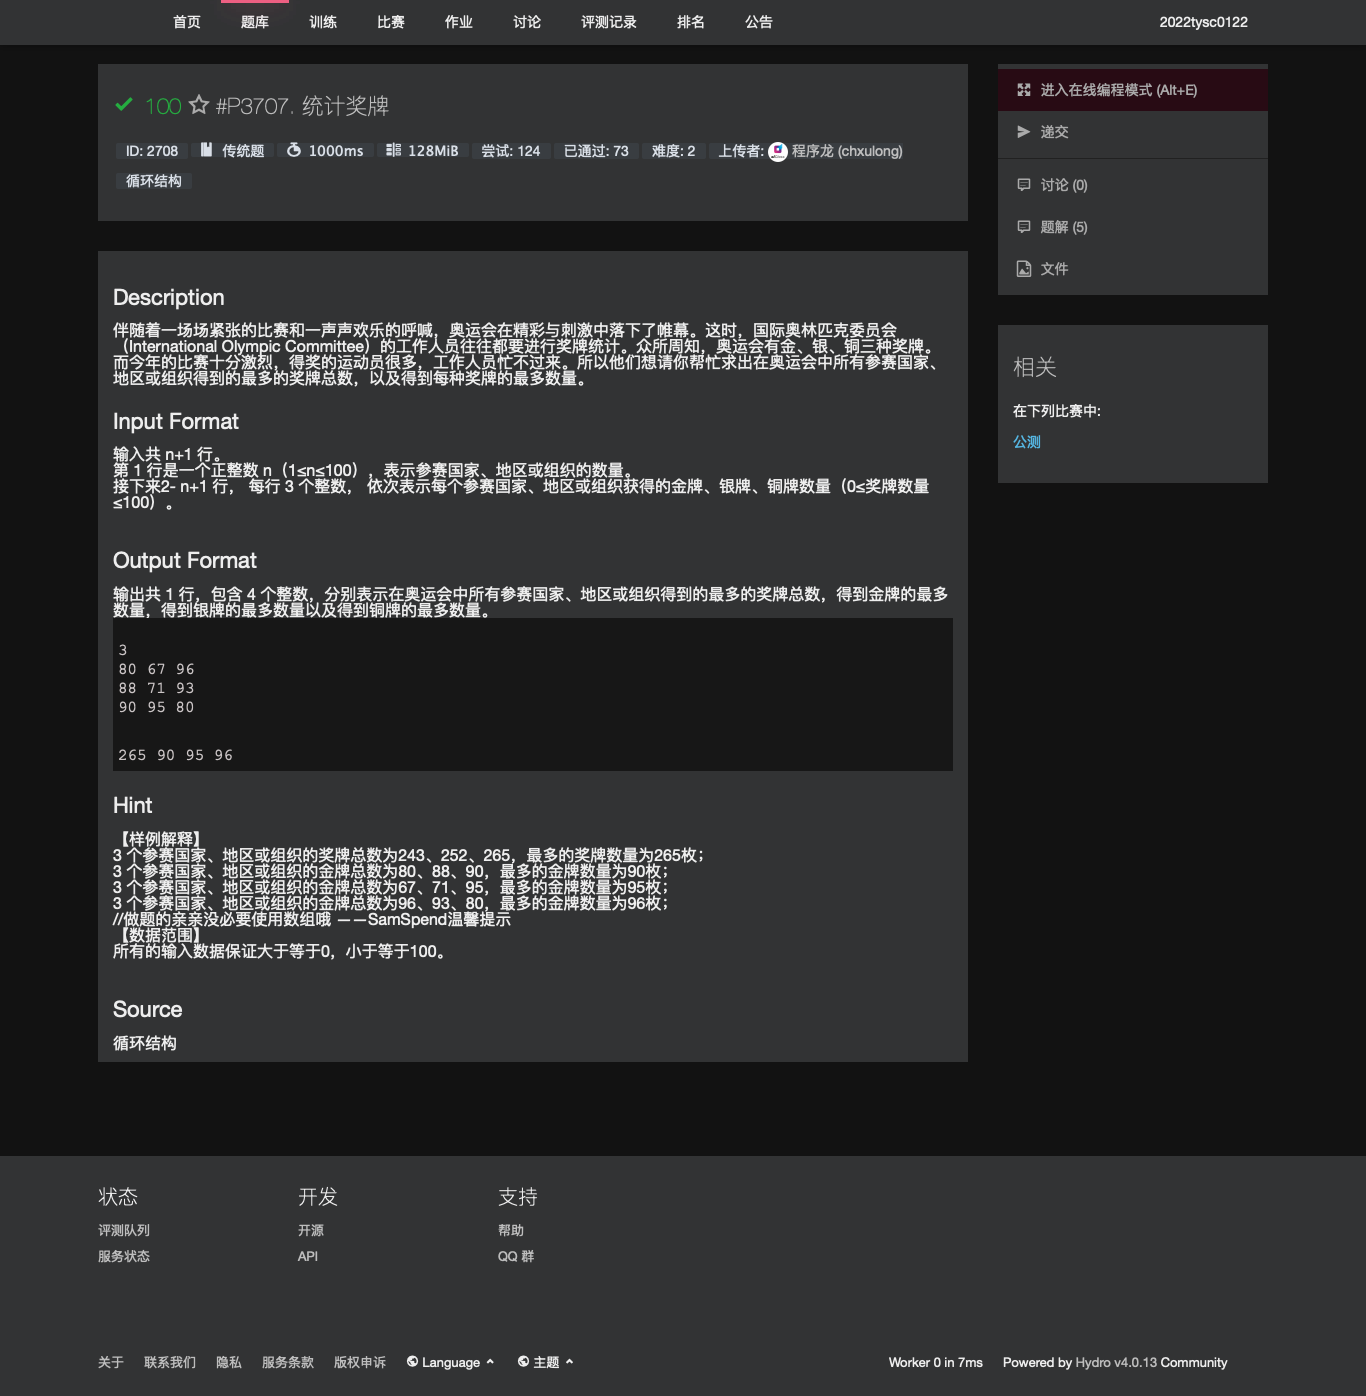 首页 题库 训练 比赛 作业 讨论 评测记录 排名 公告 2022tysc0122
100 #P3707. 统计奖牌
ID: 2708 传统题 1000ms 128MiB 尝试: 124 已通过: 73 难度: 2 上传者: 程序龙 (chxulong)
循环结构
Description
伴随着一场场紧张的比赛和一声声欢乐的呼喊，奥运会在精彩与刺激中落下了帷幕。这时，国际奥林匹克委员会
（International Olympic Committee）的工作人员往往都要进行奖牌统计。众所周知，奥运会有金、银、铜三种奖牌。
而今年的比赛十分激烈，得奖的运动员很多，工作人员忙不过来。所以他们想请你帮忙求出在奥运会中所有参赛国家、
地区或组织得到的最多的奖牌总数，以及得到每种奖牌的最多数量。
Input Format
输入共 n+1 行。
第 1 行是一个正整数 n（1≤n≤100），表示参赛国家、地区或组织的数量。
接下来2- n+1 行， 每行 3 个整数， 依次表示每个参赛国家、地区或组织获得的金牌、银牌、铜牌数量（0≤奖牌数量
≤100）。
Output Format
输出共 1 行，包含 4 个整数，分别表示在奥运会中所有参赛国家、地区或组织得到的最多的奖牌总数，得到金牌的最多
数量，得到银牌的最多数量以及得到铜牌的最多数量。
3
80 67 96
88 71 93
90 95 80
265 90 95 96
Hint
【样例解释】
3 个参赛国家、地区或组织的奖牌总数为243、252、265，最多的奖牌数量为265枚；
3 个参赛国家、地区或组织的金牌总数为80、88、90，最多的金牌数量为90枚；
3 个参赛国家、地区或组织的金牌总数为67、71、95，最多的金牌数量为95枚；
3 个参赛国家、地区或组织的金牌总数为96、93、80，最多的金牌数量为96枚；
//做题的亲亲没必要使用数组哦 ——SamSpend温馨提示
【数据范围】
所有的输入数据保证大于等于0，小于等于100。
Source
循环结构
进入在线编程模式 (Alt+E)
递交
讨论 (0)
题解 (5)
文件
相关
在下列比赛中:
公测
状态 开发 支持
评测队列 开源 帮助
服务状态 API QQ 群
关于 联系我们 隐私 服务条款 版权申诉 Language 主题 Worker 0 in 7ms Powered by Hydro v4.0.13 Community